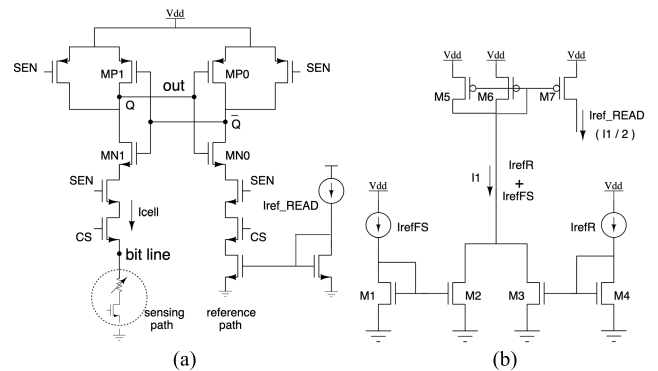 Vdd
SEN
MP1
out
MP0
SEN
Q
Q̅
MN1
MN0
SEN
SEN
Icell
Iref_READ
CS
CS
bit line
sensing
path
reference
path
(a)
Vdd
Vdd
Vdd
M5
M6
M7
Iref_READ
( I1 / 2 )
I1
IrefR
+
IrefFS
Vdd
Vdd
IrefFS
IrefR
M1
M2
M3
M4
(b)